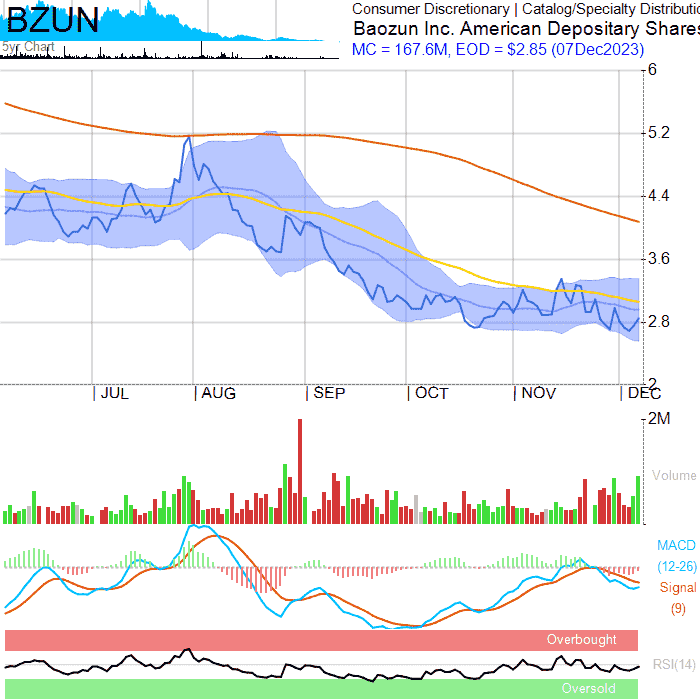 BZUN
5yr Chart
Consumer Discretionary | Catalog/Specialty Distributio
Baozun Inc. American Depositary Shares
MC = 167.6M, EOD = $2.85 (07Dec2023)
6
5.2
4.4
3.6
2.8
2
JUL
AUG
SEP
OCT
NOV
DEC
2M
Volume
MACD
(12-26)
Signal
(9)
Overbought
RSI(14)
Oversold